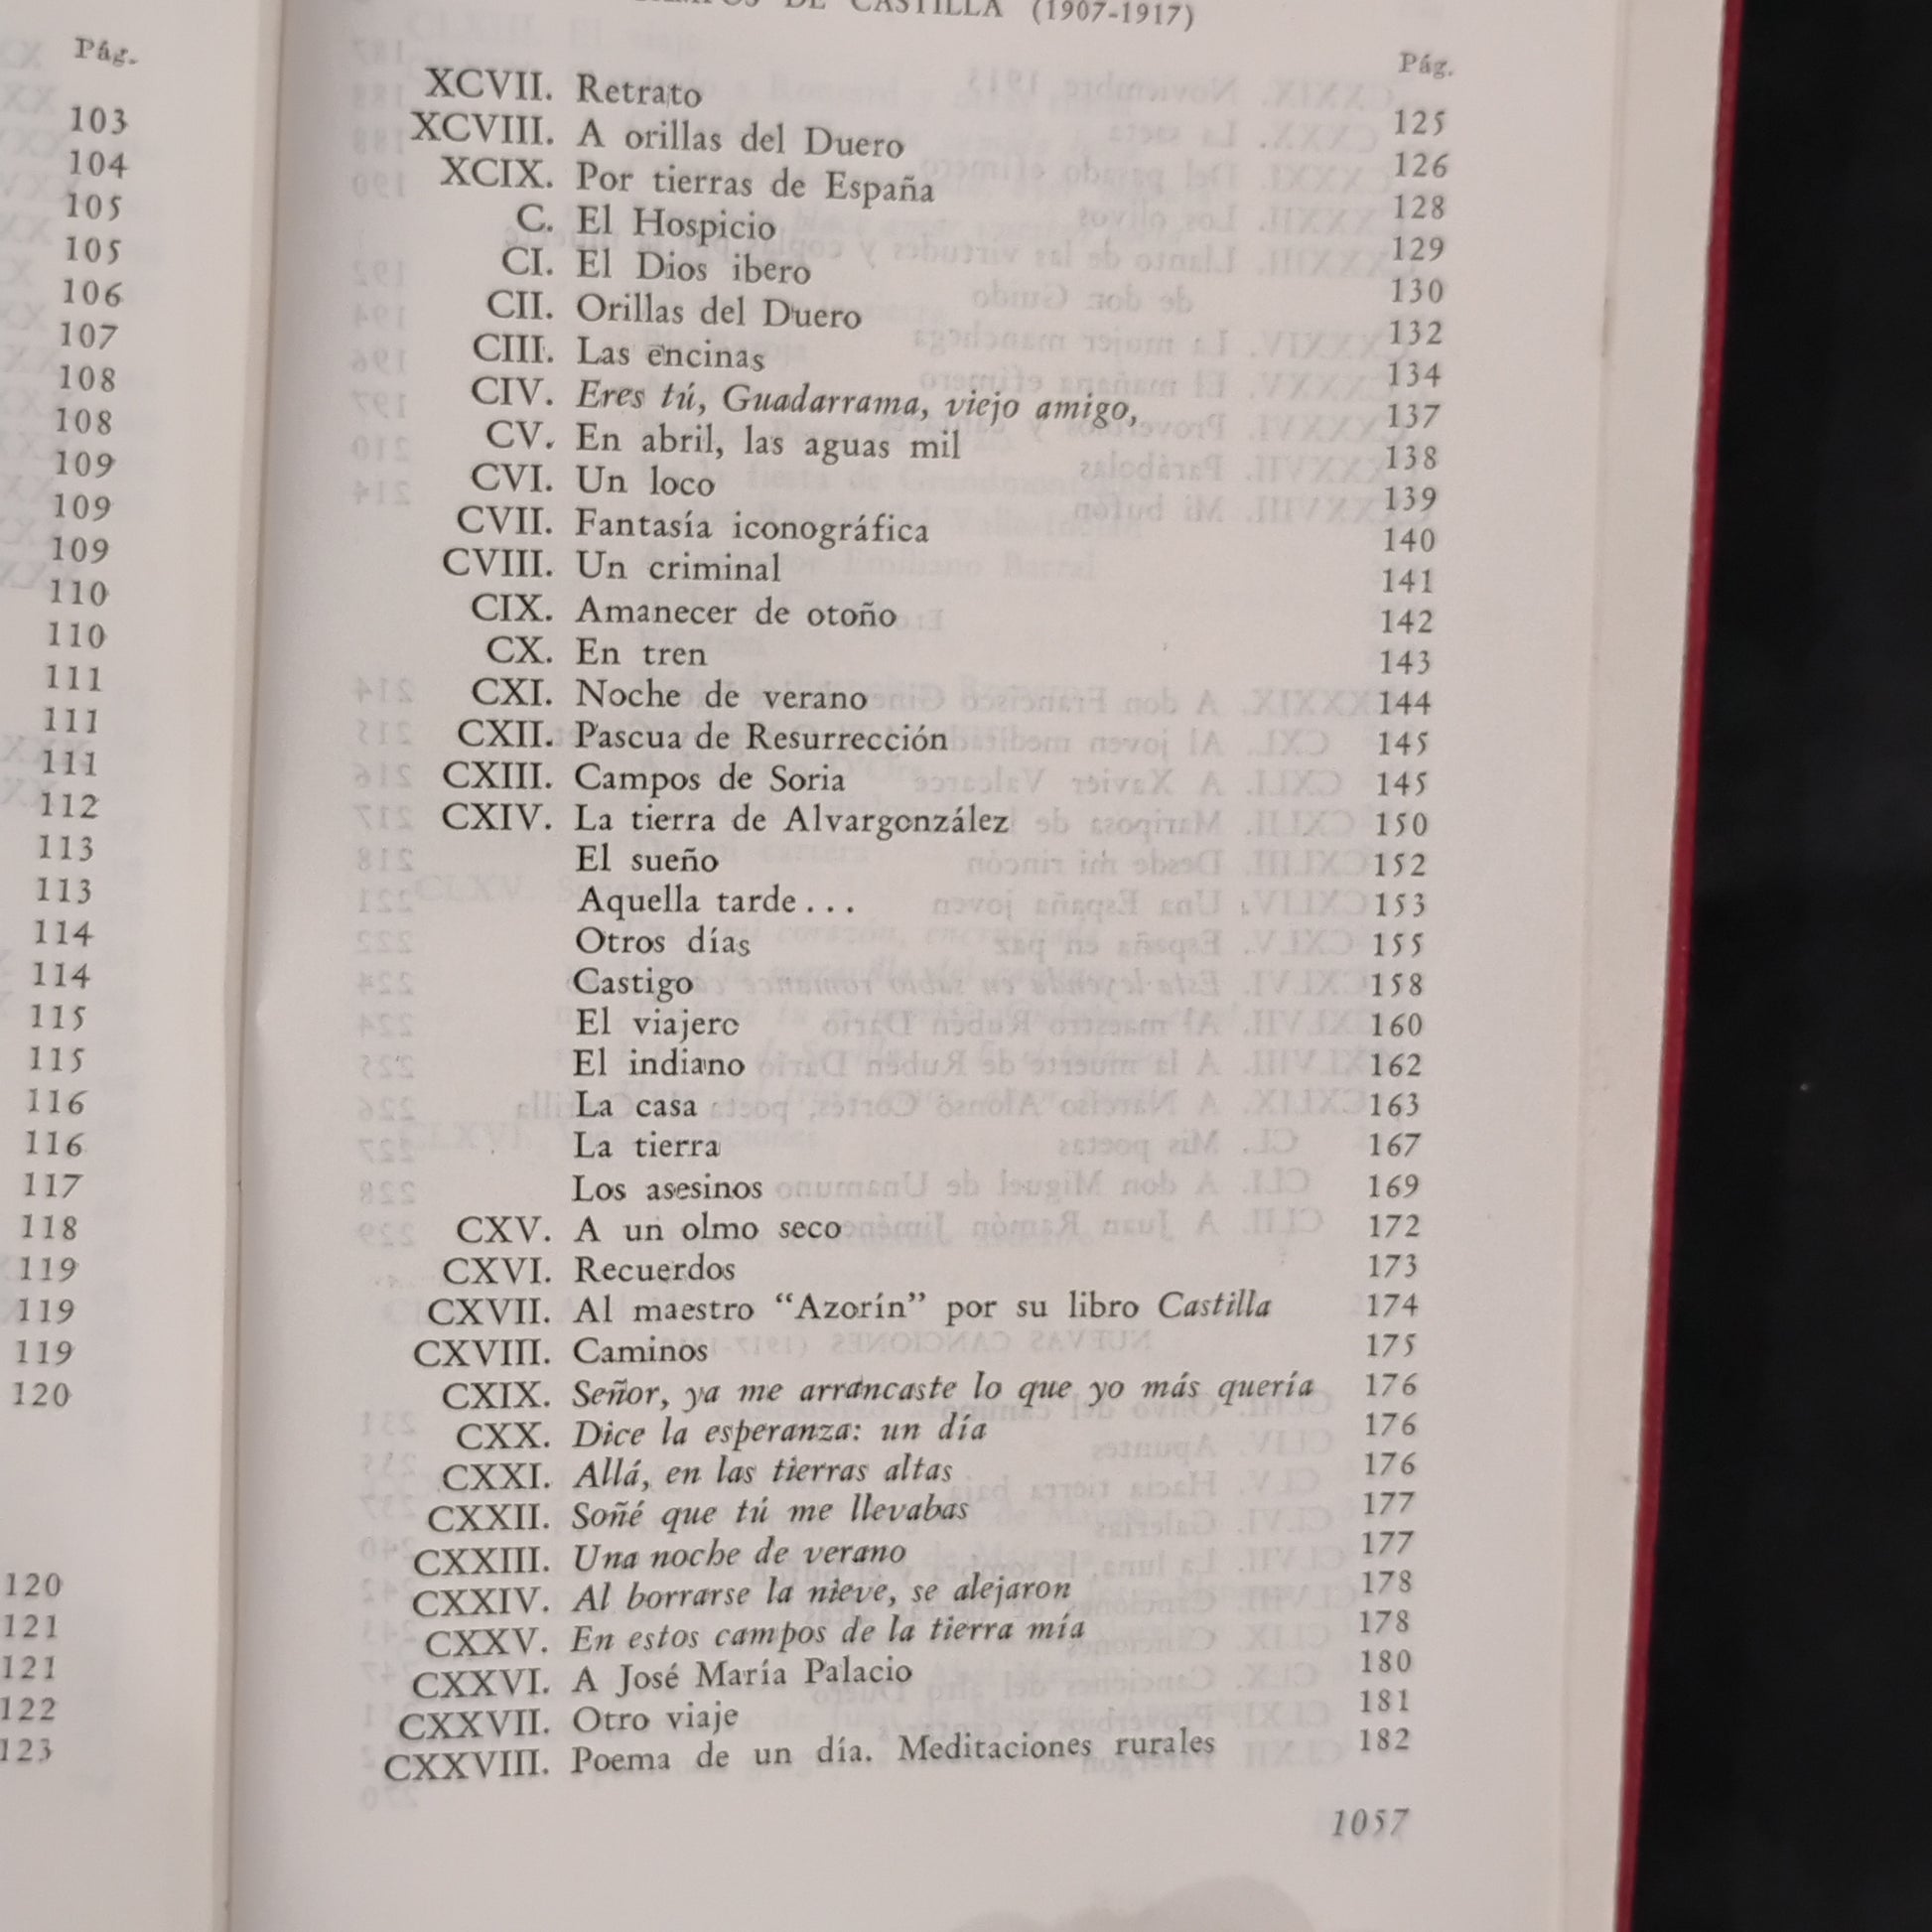 Pág.
103
104
105
105
106
107
108
108
109
109
109
110
110
111
111
111
112
113
113
114
114
115
115
116
116
117
118
119
119
119
120
120
121
121
122
123
DE CASTILLA (1907-1917)
Pág.
XCVII. Retrato 125
XCVIII. A orillas del Duero 126
XCIX. Por tierras de España 128
C. El Hospicio 129
CI. El Dios ibero 130
CII. Orillas del Duero 132
CIII. Las encinas 134
CIV. Eres tú, Guadarrama, viejo amigo, 137
CV. En abril, las aguas mil 138
CVI. Un loco 139
CVII. Fantasía iconográfica 140
CVIII. Un criminal 141
CIX. Amanecer de otoño 142
CX. En tren 143
CXI. Noche de verano 144
CXII. Pascua de Resurrección 145
CXIII. Campos de Soria 145
CXIV. La tierra de Alvargonzález 150
El sueño 152
Aquella tarde... 153
Otros días 155
Castigo 158
El viajero 160
El indiano 162
La casa 163
La tierra 167
Los asesinos 169
CXV. A un olmo seco 172
CXVI. Recuerdos 173
CXVII. Al maestro "Azorín" por su libro Castilla 174
CXVIII. Caminos 175
CXIX. Señor, ya me arrancaste lo que yo más quería 176
CXX. Dice la esperanza: un día 176
CXXI. Allá, en las tierras altas 176
CXXII. Soñé que tú me llevabas 177
CXXIII. Una noche de verano 177
CXXIV. Al borrarse la nieve, se alejaron 178
CXXV. En estos campos de la tierra mía 178
CXXVI. A José María Palacio 180
CXXVII. Otro viaje 181
CXXVIII. Poema de un día. Meditaciones rurales 182
1057